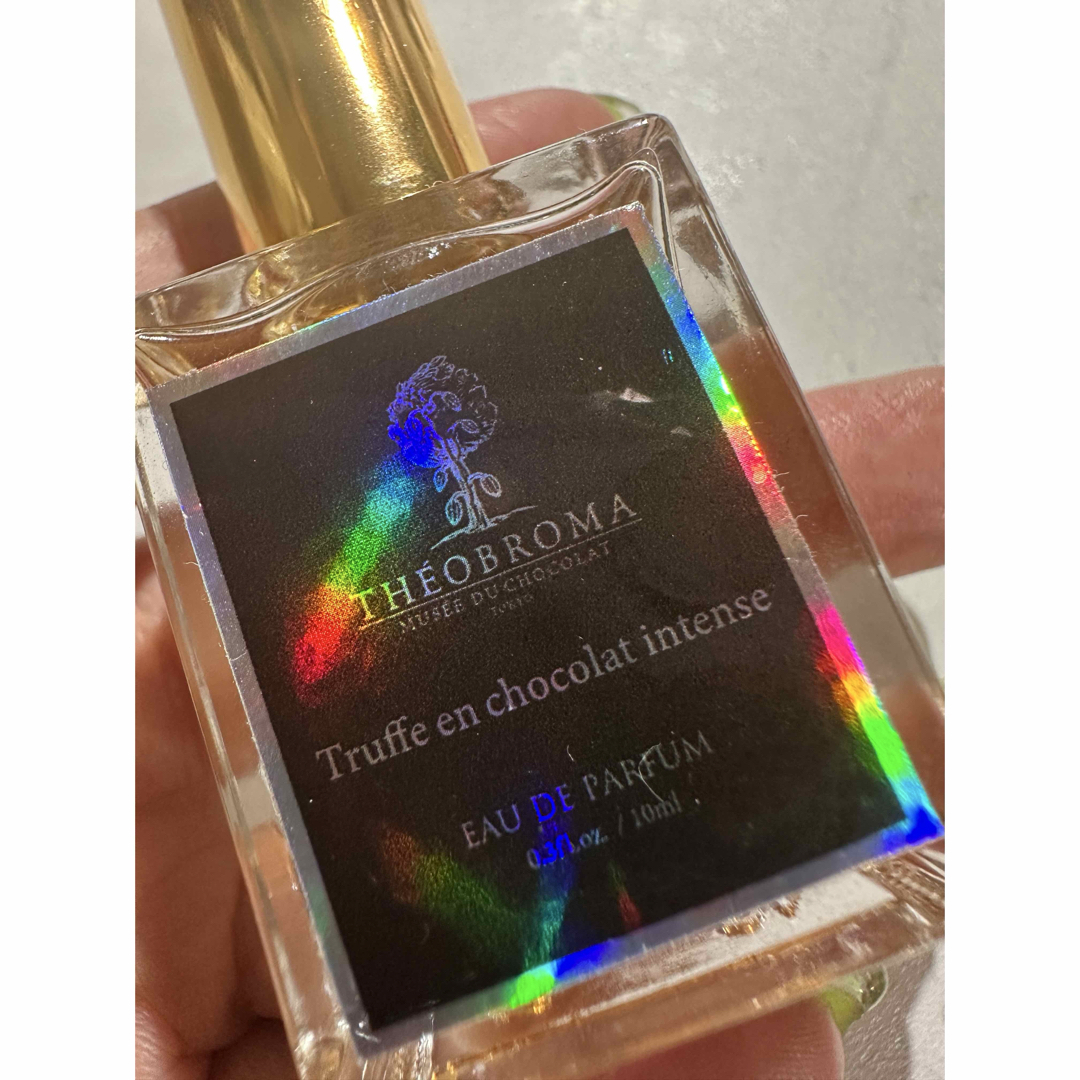 THÉOBROMA
MUSÉE DU CHOCOLAT
TOKYO
Truffe en chocolat intense
EAU DE PARFUM
0.3fl.oz. / 10ml